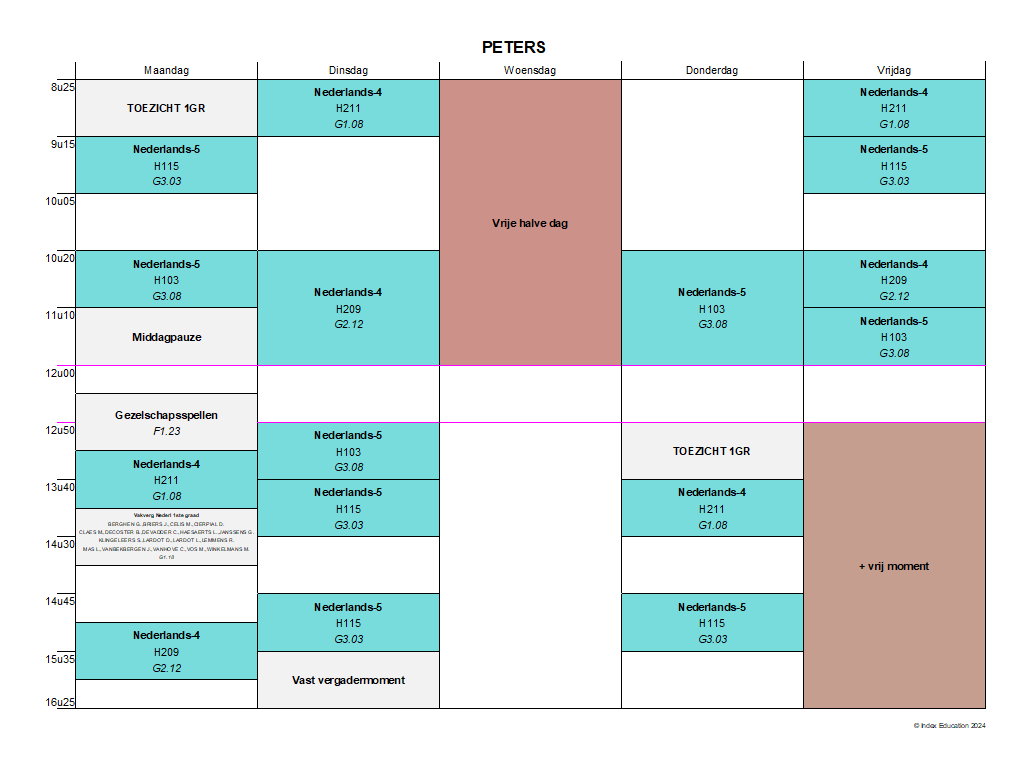 PETERS
Maandag Dinsdag Woensdag Donderdag Vrijdag
8u25
9u15
10u05
10u20
11u10
12u00
12u50
13u40
14u30
14u45
15u35
16u25
TOEZICHT 1GR
Nederlands-5
H115
G3.03
Nederlands-5
H103
G3.08
Middagpauze
Gezelschapsspellen
F1.23
Nederlands-4
H211
G1.08
Vakverg Nederl 1ste graad
BERGHEN G., BRIERS J., CELIS M., CIERPIAL D.
CLAES M., DECOSTER B., DEVADDER C., HAESAERTS L., JANSSENS G.,
KLINGELEERS S., LARDOT D., LARDOT L., LEMMENS R.
MAS L., VANBEKBERGEN J., VANHOVE C., VOS M., WINKELMANS M.
Nederlands-4
H209
G2.12
Nederlands-4
H211
G1.08
Nederlands-4
H209
G2.12
Nederlands-5
H103
G3.08
Nederlands-5
H115
G3.03
Nederlands-5
H115
G3.03
Vast vergadermoment
Vrije halve dag
Nederlands-5
H103
G3.08
TOEZICHT 1GR
Nederlands-4
H211
G1.08
Nederlands-5
H115
G3.03
Nederlands-4
H211
G1.08
Nederlands-5
H115
G3.03
Nederlands-4
H209
G2.12
Nederlands-5
H103
G3.08
+ vrij moment
© Index Education 2024